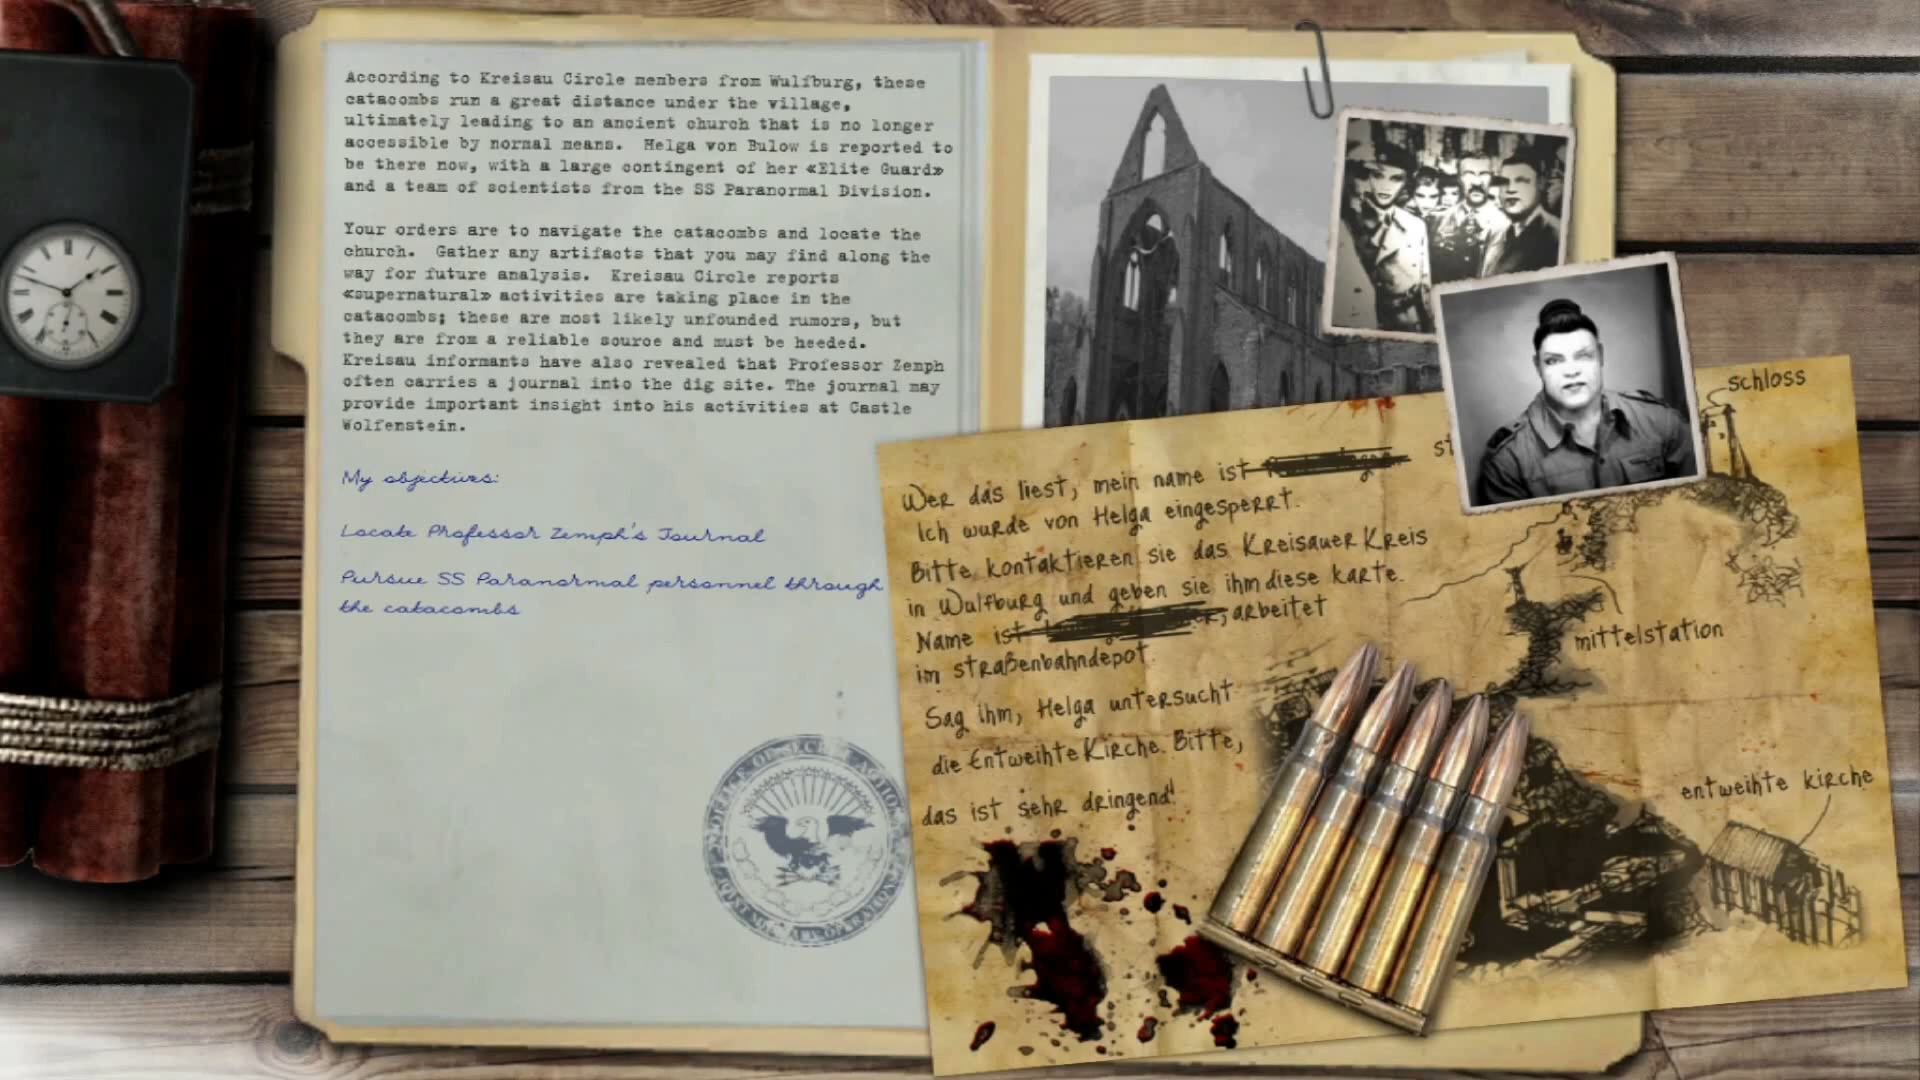 According to Kreisau Circle members from Wulfburg, these
catacombs run a great distance under the village,
ultimately leading to an ancient church that is no longer
accessible by normal means. Helga von Bulow is reported to
be there now, with a large contingent of her «Elite Guard»
and a team of scientists from the SS Paranormal Division.
Your orders are to navigate the catacombs and locate the
church. Gather any artifacts that you may find along the
way for future analysis. Kreisau Circle reports
«supernatural» activities are taking place in the
catacombs; these are most likely unfounded rumors, but
they are from a reliable source and must be heeded.
Kreisau informants have also revealed that Professor Zemph
often carries a journal into the dig site. The journal may
provide important insight into his activities at Castle
Wolfenstein.
My objectives:
Locate Professor Zemph's Journal
Pursue SS Paranormal personnel through
the catacombs
Wer das liest, mein name ist
Ich wurde von Helga eingesperrt.
Bitte kontaktieren sie das Kreisauer Kreis
in Wulfburg und geben sie ihm diese karte.
Name ist arbeitet
im straßenbahndepot.
Sag ihm, Helga untersucht
die Entweihte Kirche. Bitte,
das ist sehr dringend!
schloss
mittelstation
entweihte kirche